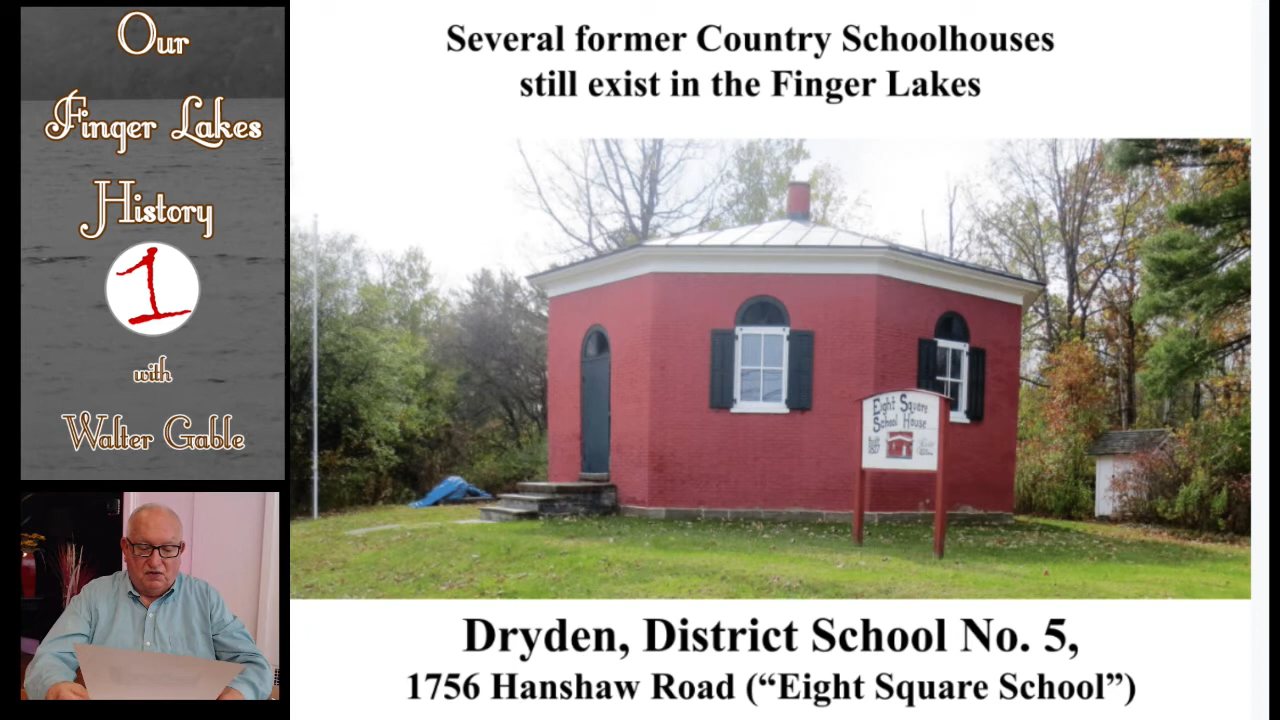 Our
Finger Lakes
History
1
with
Walter Gable
Several former Country Schoolhouses
still exist in the Finger Lakes
Eight Square
School House
Dryden, District School No. 5,
1756 Hanshaw Road (“Eight Square School”)